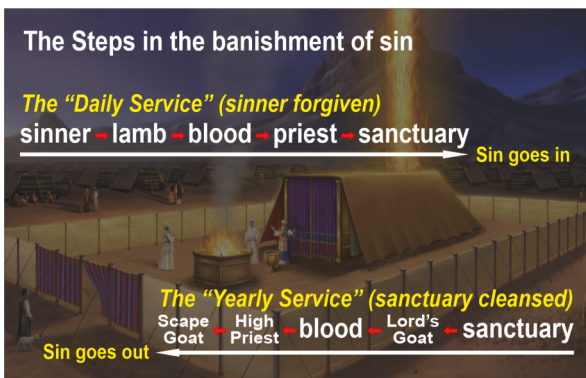 The Steps in the banishment of sin
The “Daily Service” (sinner forgiven)
sinner → lamb → blood → priest → sanctuary
Sin goes in
The “Yearly Service” (sanctuary cleansed)
Scape Goat ← High Priest ← blood ← Lord’s Goat ← sanctuary
Sin goes out